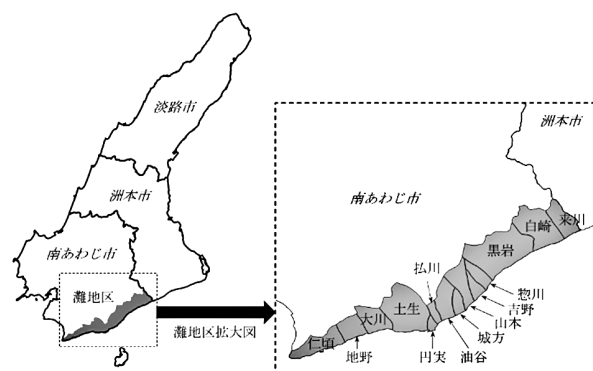 淡路市
洲本市
南あわじ市
灘地区
灘地区拡大図
洲本市
南あわじ市
来川
白崎
黒岩
払川
惣川
吉野
山本
城方
油谷
円実
土生
大川
地野
仁頃